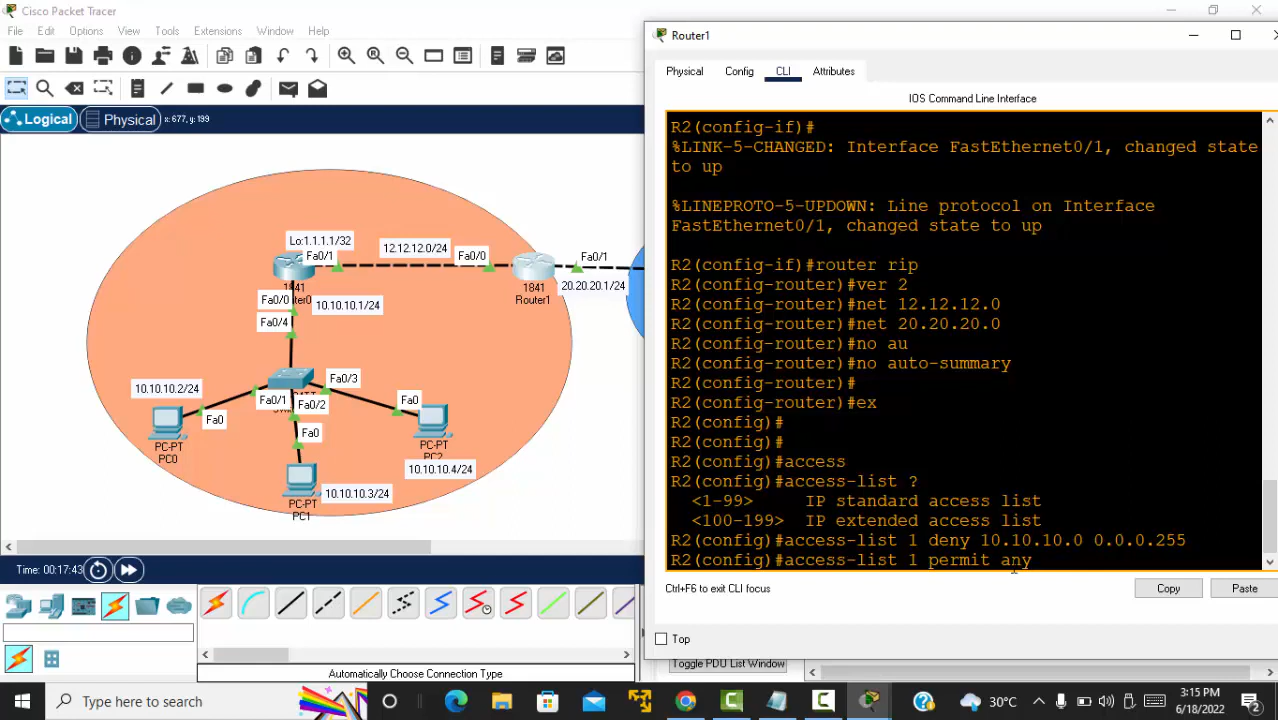 Cisco Packet Tracer
File Edit Options View Tools Extensions Window Help
Logical Physical x: 677, y: 199
Lo:1.1.1.1/32
Fa0/1
12.12.12.0/24
Fa0/0
Fa0/1
1841
Router1
20.20.20.1/24
1841
Fa0/0
10.10.10.1/24
Fa0/4
10.10.10.2/24
Fa0/3
Fa0/1
Fa0/2
Fa0
Fa0
Fa0
PC-PT
PC0
PC-PT
PC2
10.10.10.4/24
PC-PT
PC1
10.10.10.3/24
Time: 00:17:43
Automatically Choose Connection Type
Router1
Physical Config CLI Attributes
IOS Command Line Interface
R2(config-if)#
%LINK-5-CHANGED: Interface FastEthernet0/1, changed state
to up
%LINEPROTO-5-UPDOWN: Line protocol on Interface
FastEthernet0/1, changed state to up
R2(config-if)#router rip
R2(config-router)#ver 2
R2(config-router)#net 12.12.12.0
R2(config-router)#net 20.20.20.0
R2(config-router)#no au
R2(config-router)#no auto-summary
R2(config-router)#
R2(config-router)#ex
R2(config)#
R2(config)#
R2(config)#access
R2(config)#access-list ?
<1-99> IP standard access list
<100-199> IP extended access list
R2(config)#access-list 1 deny 10.10.10.0 0.0.0.255
R2(config)#access-list 1 permit any
Ctrl+F6 to exit CLI focus
Copy Paste
Top
Toggle PDU List Window
Type here to search
30°C
3:15 PM
6/18/2022
2